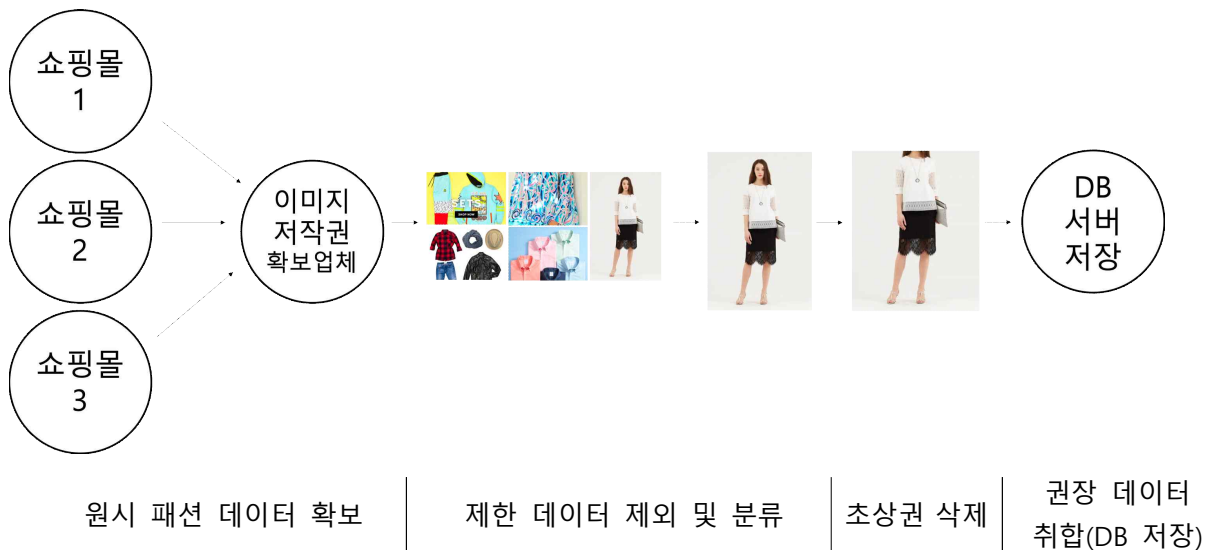 쇼핑몰
1
쇼핑몰
2
쇼핑몰
3
이미지
저작권
확보업체
SETS
SHOP NOW
DB
서버
저장
원시 패션 데이터 확보
제한 데이터 제외 및 분류
초상권 삭제
권장 데이터
취합(DB 저장)